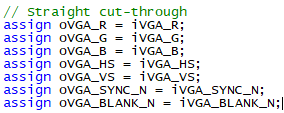 // Straight cut-through
assign oVGA_R = iVGA_R;
assign oVGA_G = iVGA_G;
assign oVGA_B = iVGA_B;
assign oVGA_HS = iVGA_HS;
assign oVGA_VS = iVGA_VS;
assign oVGA_SYNC_N = iVGA_SYNC_N;
assign oVGA_BLANK_N = iVGA_BLANK_N;